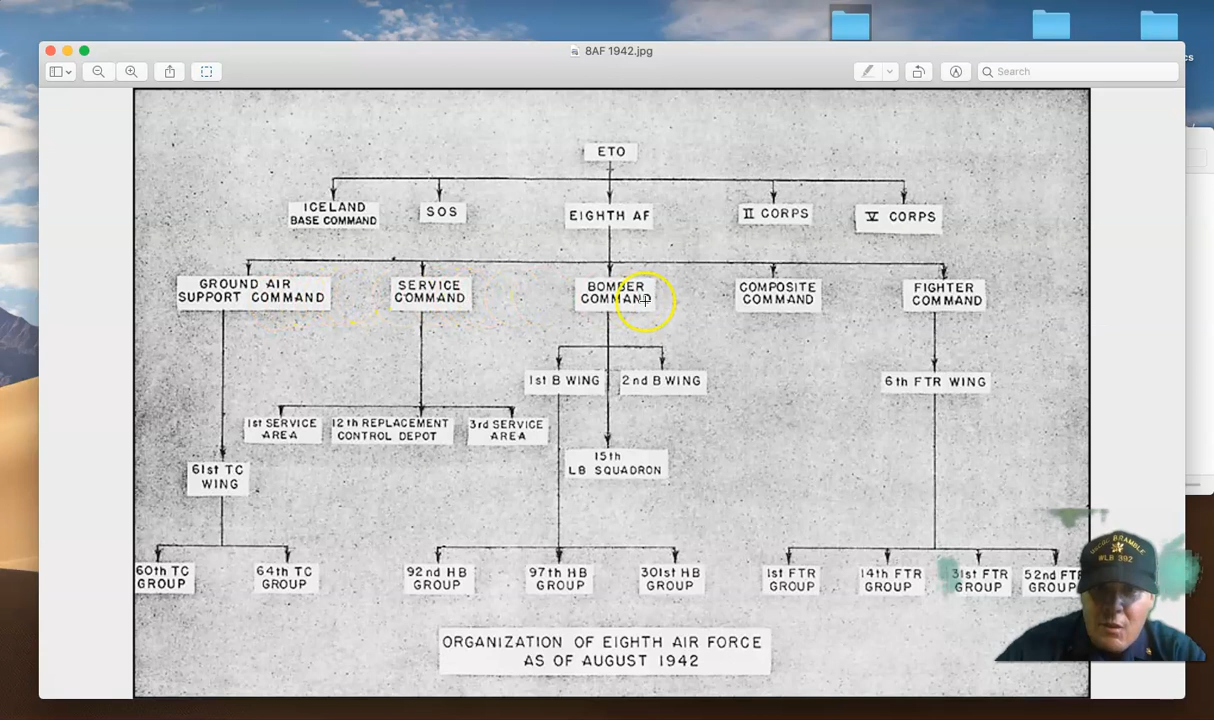 8AF 1942.jpg
Search
cs
ETO
ICELAND
BASE COMMAND
SOS
EIGHTH AF
II CORPS
V CORPS
GROUND AIR
SUPPORT COMMAND
SERVICE
COMMAND
BOMBER
COMMAND
COMPOSITE
COMMAND
FIGHTER
COMMAND
1st B WING
2nd B WING
6th FTR WING
1st SERVICE
AREA
12th REPLACEMENT
CONTROL DEPOT
3rd SERVICE
AREA
15th
LB SQUADRON
61st TC
WING
60th TC
GROUP
64th TC
GROUP
92nd HB
GROUP
97th HB
GROUP
301st HB
GROUP
1st FTR
GROUP
14th FTR
GROUP
31st FTR
GROUP
52nd FTR
GROUP
ORGANIZATION OF EIGHTH AIR FORCE
AS OF AUGUST 1942
BRAMBLE
WLB 392